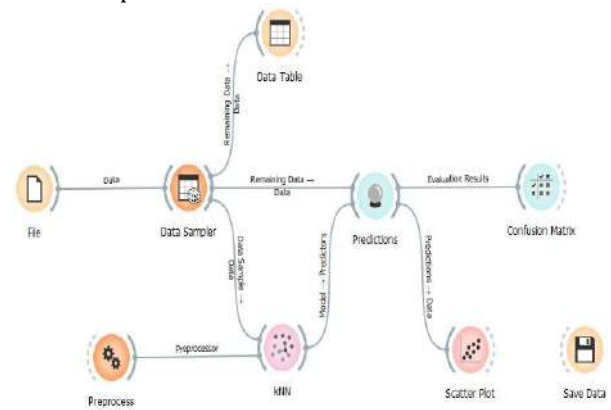 Data Table
Remaining Data →
Data
Data
Remaining Data →
Data
Evaluation Results
File
Data Sampler
Predictions
Confusion Matrix
Data Sample →
Data
Model → Predictors
Predictions → Data
Preprocessor
Preprocess
kNN
Scatter Plot
Save Data